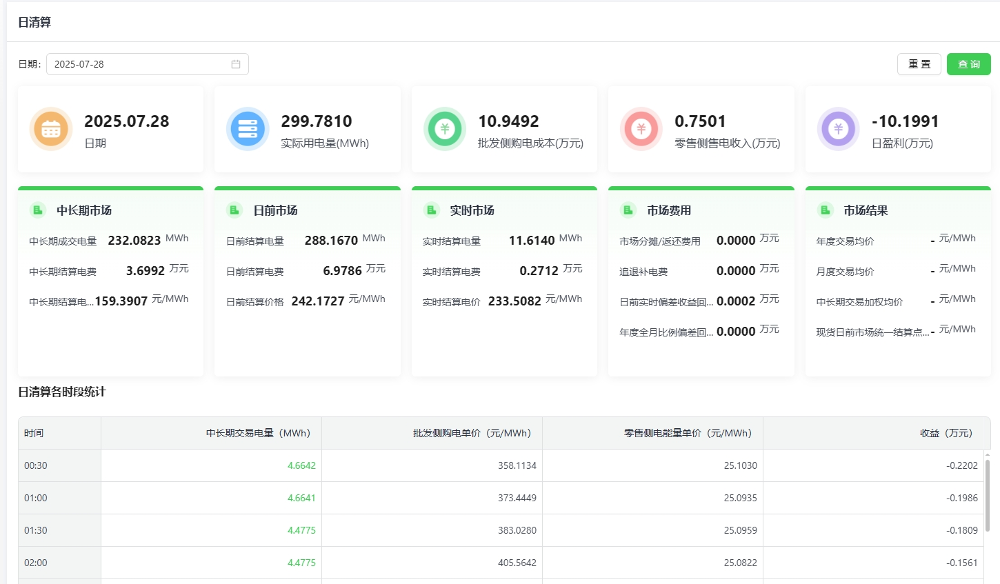 日清算
日期: 2025-07-28 重置 查询
2025.07.28
日期
299.7810
实际用电量(MWh)
10.9492
批发侧购电成本(万元)
0.7501
零售侧售电收入(万元)
-10.1991
日盈利(万元)
中长期市场
中长期成交电量 232.0823 MWh
中长期结算电费 3.6992 万元
中长期结算电... 159.3907 元/MWh
日前市场
日前结算电量 288.1670 MWh
日前结算电费 6.9786 万元
日前结算价格 242.1727 元/MWh
实时市场
实时结算电量 11.6140 MWh
实时结算电费 0.2712 万元
实时结算电价 233.5082 元/MWh
市场费用
市场分摊/返还费用 0.0000 万元
追退补电费 0.0000 万元
日前实时偏差收益回... 0.0002 万元
年度全月比例偏差回... 0.0000 万元
市场结果
年度交易均价 - 元/MWh
月度交易均价 - 元/MWh
中长期交易加权均价 - 元/MWh
现货日前市场统一结算点... - 元/MWh
日清算各时段统计
时间 中长期交易电量（MWh） 批发侧购电单价（元/MWh） 零售侧电能量单价（元/MWh） 收益（万元）
00:30 4.6642 358.1134 25.1030 -0.2202
01:00 4.6641 373.4449 25.0935 -0.1986
01:30 4.4775 383.0280 25.0959 -0.1809
02:00 4.4775 405.5642 25.0822 -0.1561